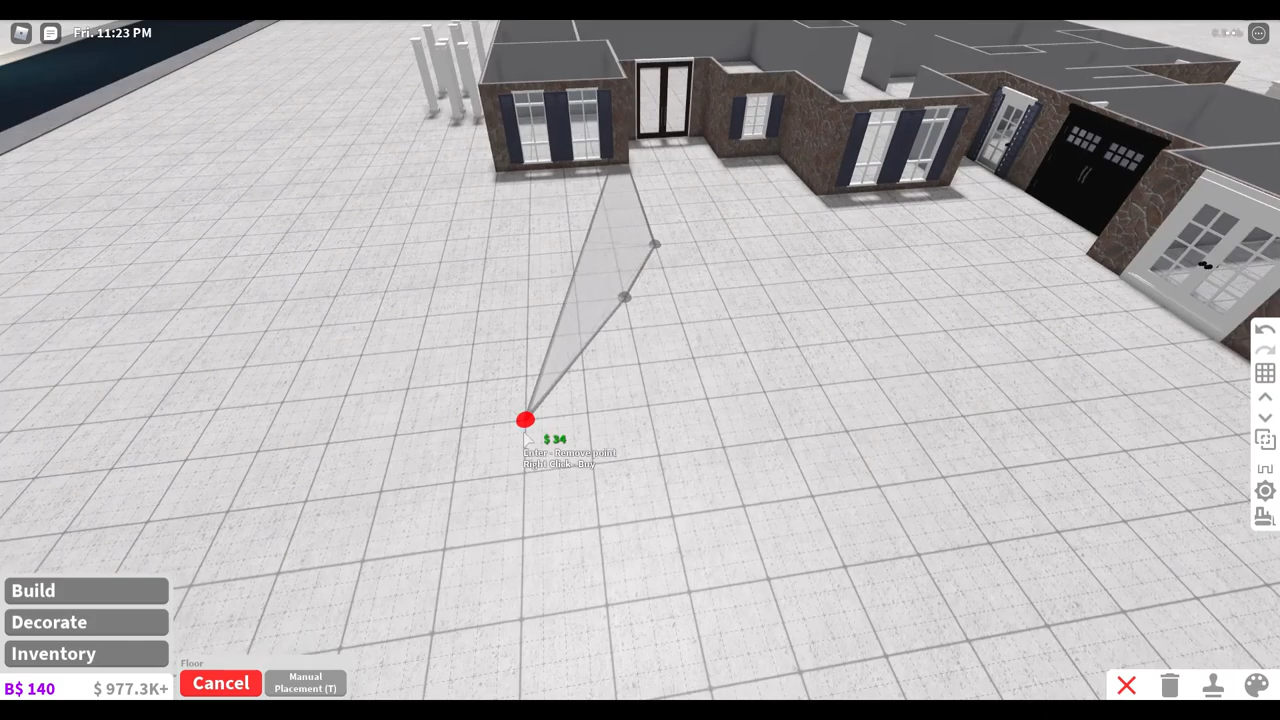 Fri. 11:23 PM
$ 34
Enter - Remove point
Right Click - Buy
Build
Decorate
Inventory
B$ 140
$ 977.3K+
Floor
Cancel
Manual
Placement (T)